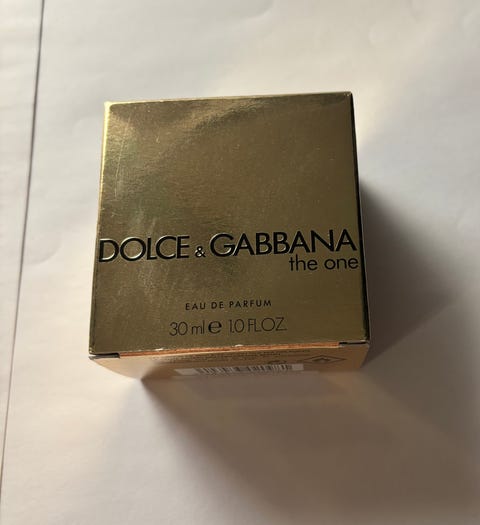 DOLCE & GABBANA
the one
EAU DE PARFUM
30 ml e 1.0 FL.OZ.